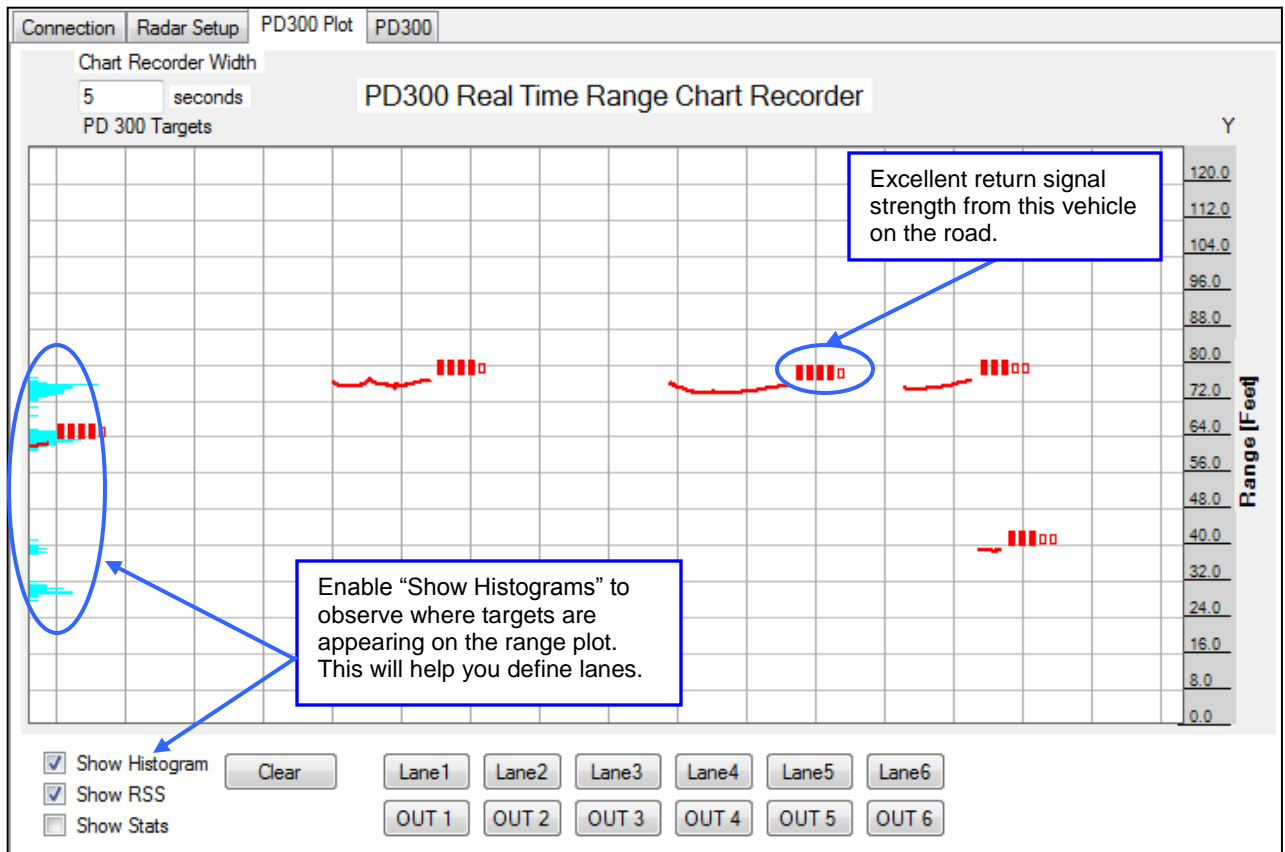 Connection Radar Setup PD300 Plot PD300
Chart Recorder Width
5 seconds
PD300 Real Time Range Chart Recorder
PD 300 Targets
Y
Excellent return signal
strength from this vehicle
on the road.
120.0
112.0
104.0
96.0
88.0
80.0
72.0
64.0
56.0
48.0
40.0
32.0
24.0
16.0
8.0
0.0
Range [Feet]
Enable “Show Histograms” to
observe where targets are
appearing on the range plot.
This will help you define lanes.
Show Histogram
Show RSS
Show Stats
Clear
Lane1 Lane2 Lane3 Lane4 Lane5 Lane6
OUT 1 OUT 2 OUT 3 OUT 4 OUT 5 OUT 6